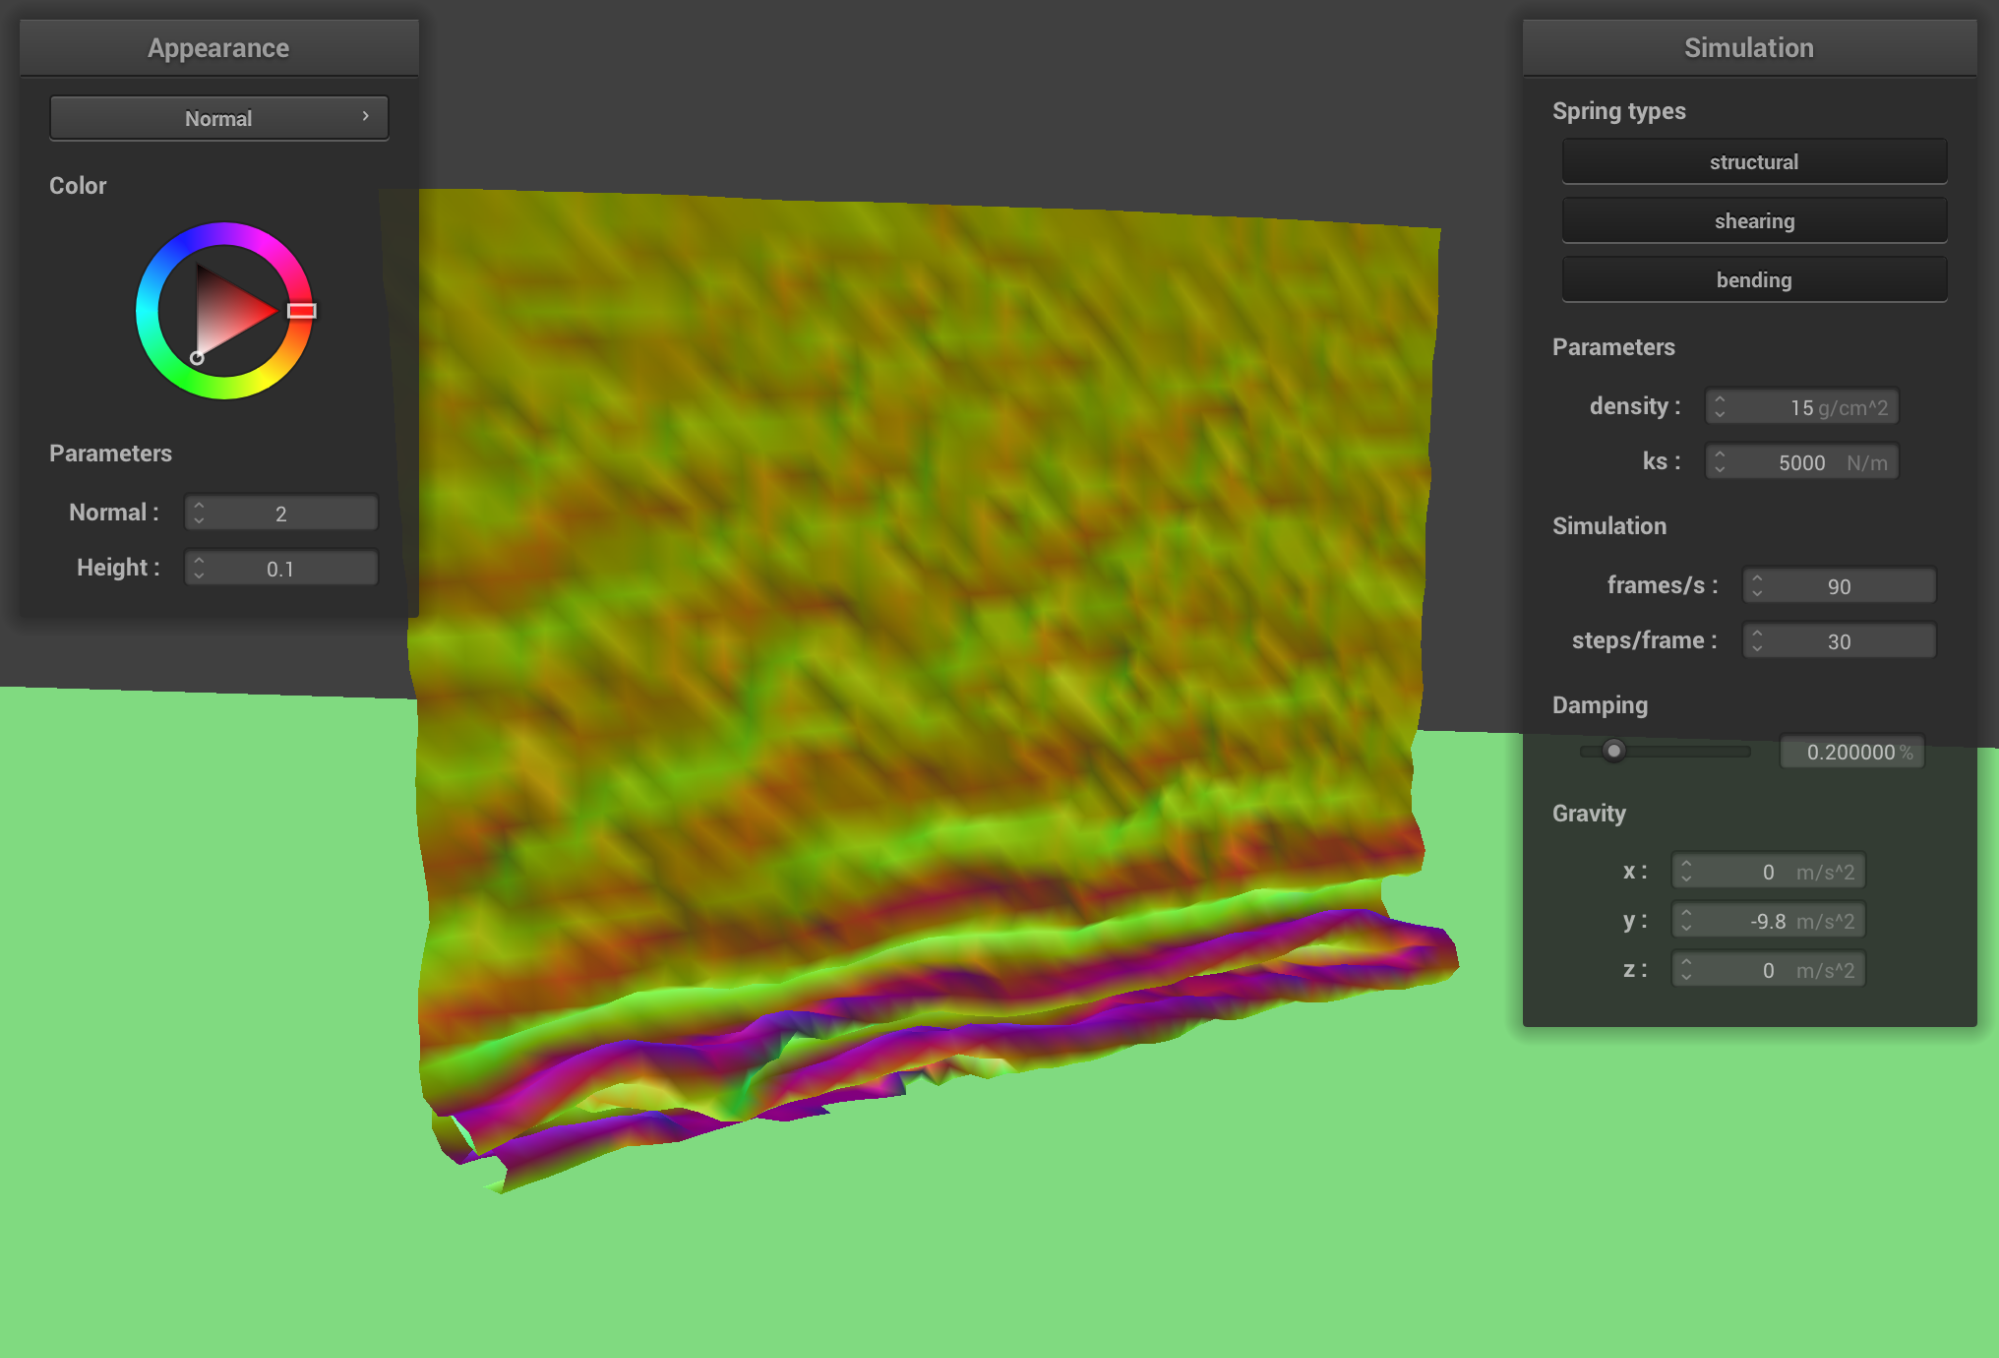 Appearance
Normal
Color
Parameters
Normal : 2
Height : 0.1
Simulation
Spring types
structural
shearing
bending
Parameters
density : 15 g/cm^2
ks : 5000 N/m
Simulation
frames/s : 90
steps/frame : 30
Damping
0.200000 %
Gravity
x : 0 m/s^2
y : -9.8 m/s^2
z : 0 m/s^2